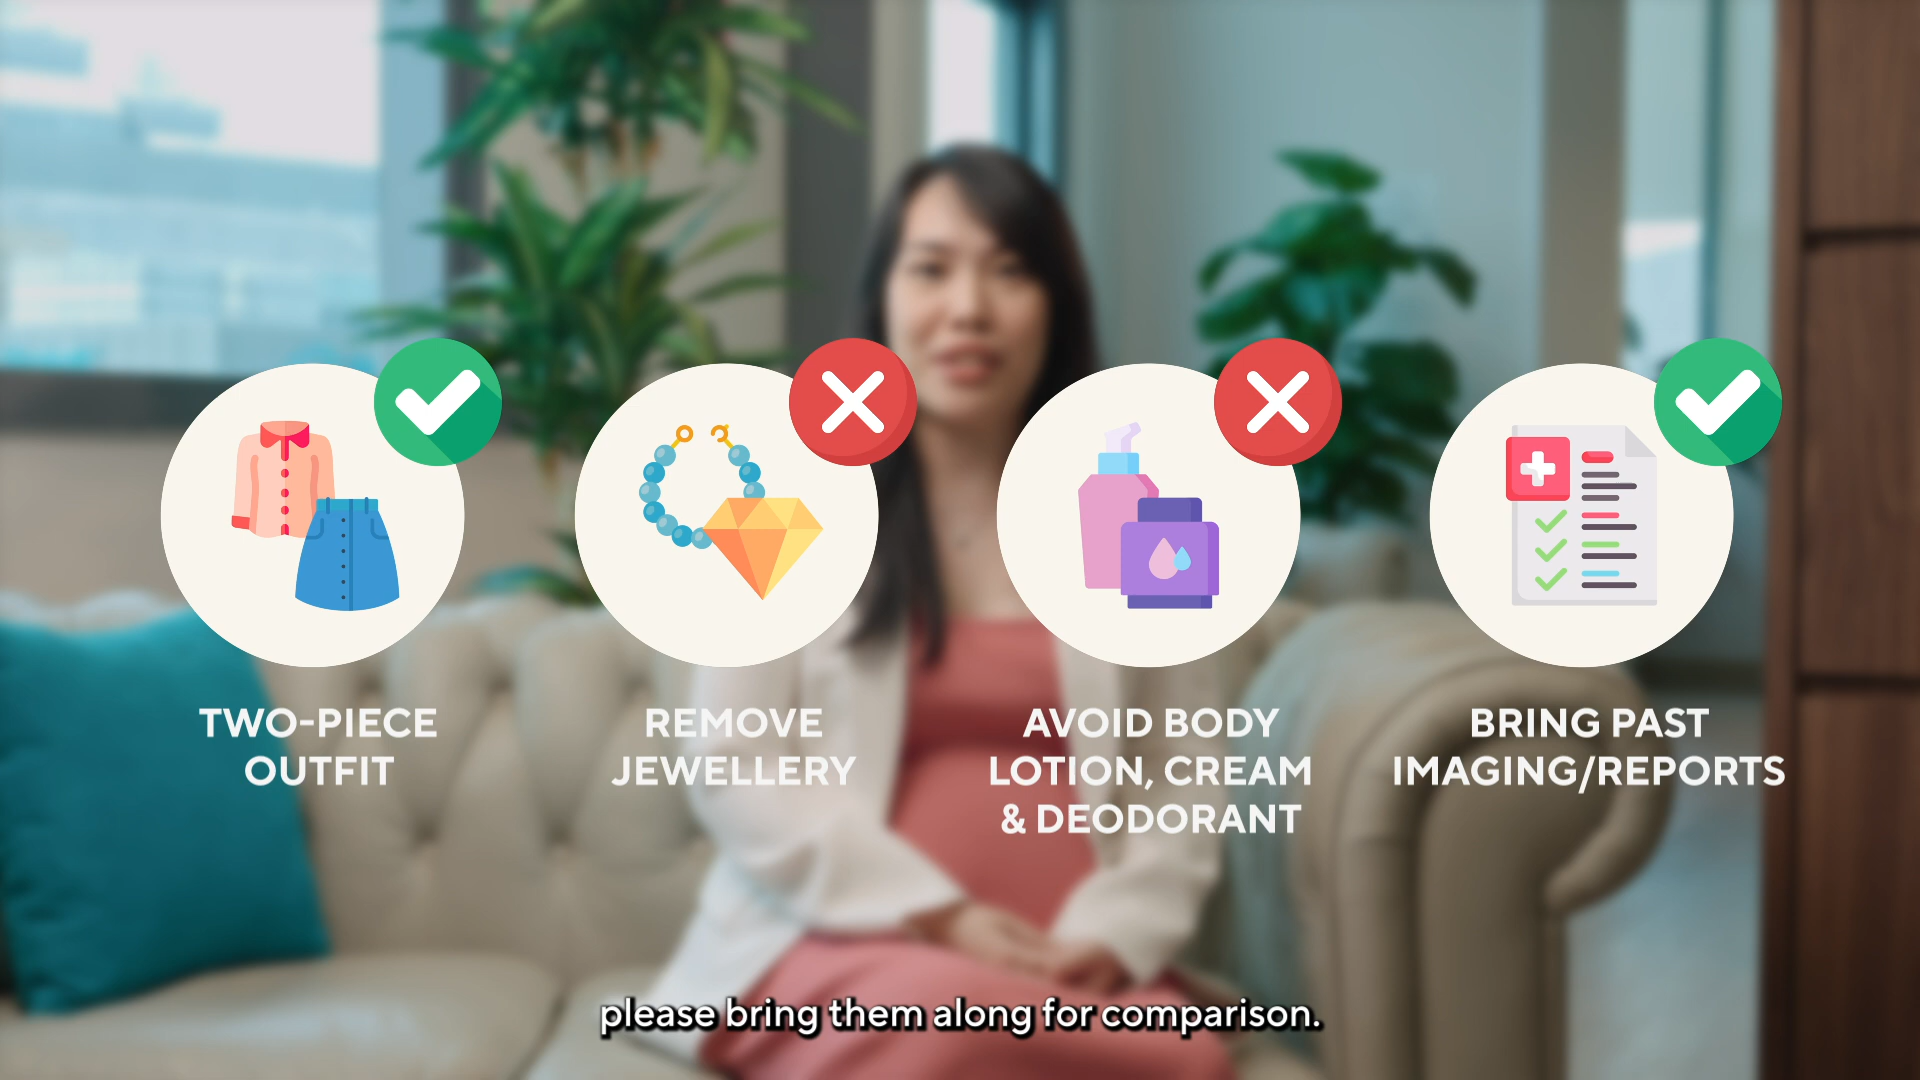 TWO-PIECE
OUTFIT
REMOVE
JEWELLERY
AVOID BODY
LOTION, CREAM
& DEODORANT
BRING PAST
IMAGING/REPORTS
please bring them along for comparison.